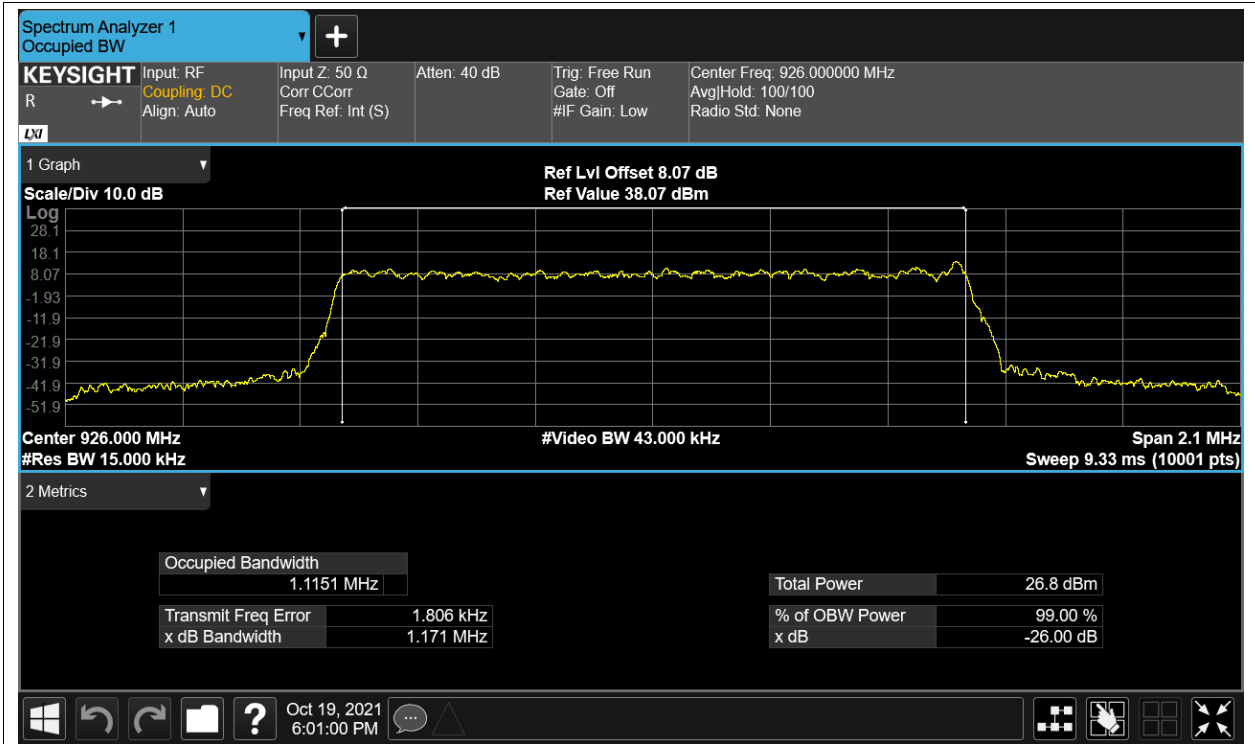 Spectrum Analyzer 1
Occupied BW
KEYSIGHT Input: RF Input Z: 50 Ω Atten: 40 dB Trig: Free Run Center Freq: 926.000000 MHz
R Coupling: DC Corr CCorr Gate: Off Avg|Hold: 100/100
Align: Auto Freq Ref: Int (S) #IF Gain: Low Radio Std: None
LXI
1 Graph
Ref Lvl Offset 8.07 dB
Scale/Div 10.0 dB Ref Value 38.07 dBm
Log
28.1
18.1
8.07
-1.93
-11.9
-21.9
-31.9
-41.9
-51.9
Center 926.000 MHz #Video BW 43.000 kHz Span 2.1 MHz
#Res BW 15.000 kHz Sweep 9.33 ms (10001 pts)
2 Metrics
Occupied Bandwidth
1.1151 MHz Total Power 26.8 dBm
Transmit Freq Error 1.806 kHz % of OBW Power 99.00 %
x dB Bandwidth 1.171 MHz x dB -26.00 dB
? Oct 19, 2021
6:01:00 PM